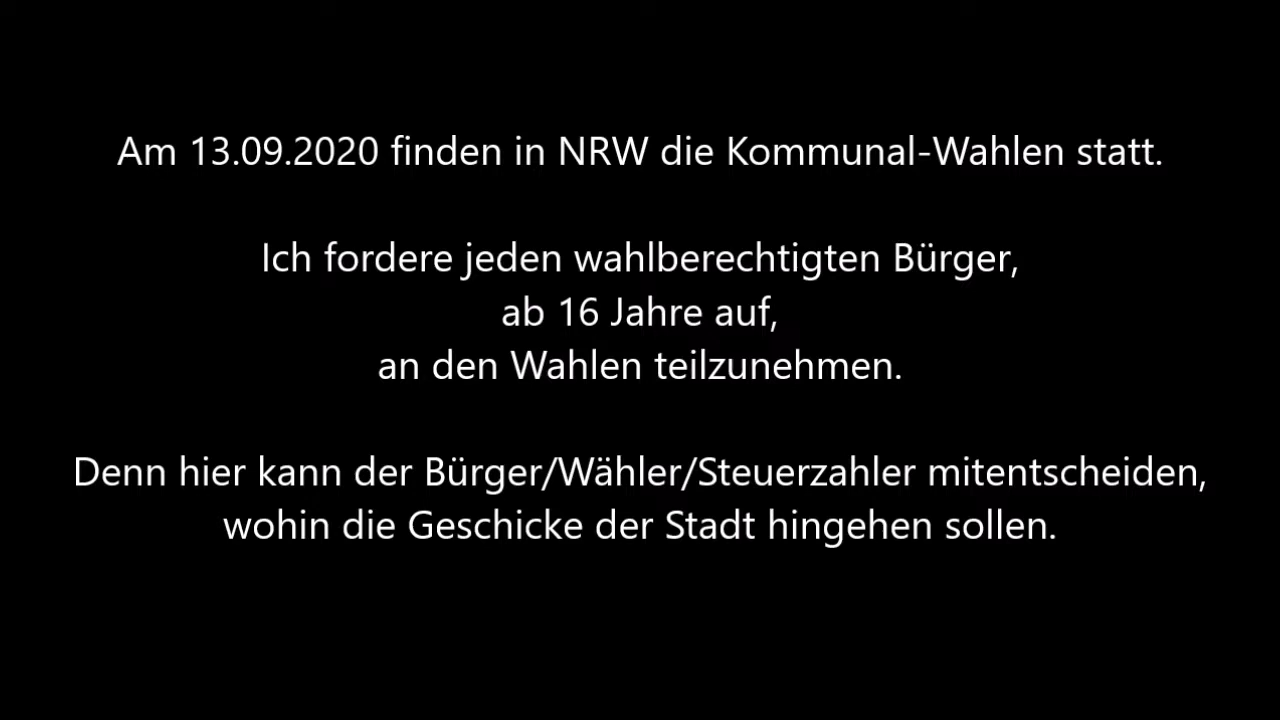 Am 13.09.2020 finden in NRW die Kommunal-Wahlen statt.
Ich fordere jeden wahlberechtigten Bürger,
ab 16 Jahre auf,
an den Wahlen teilzunehmen.
Denn hier kann der Bürger/Wähler/Steuerzahler mitentscheiden,
wohin die Geschicke der Stadt hingehen sollen.